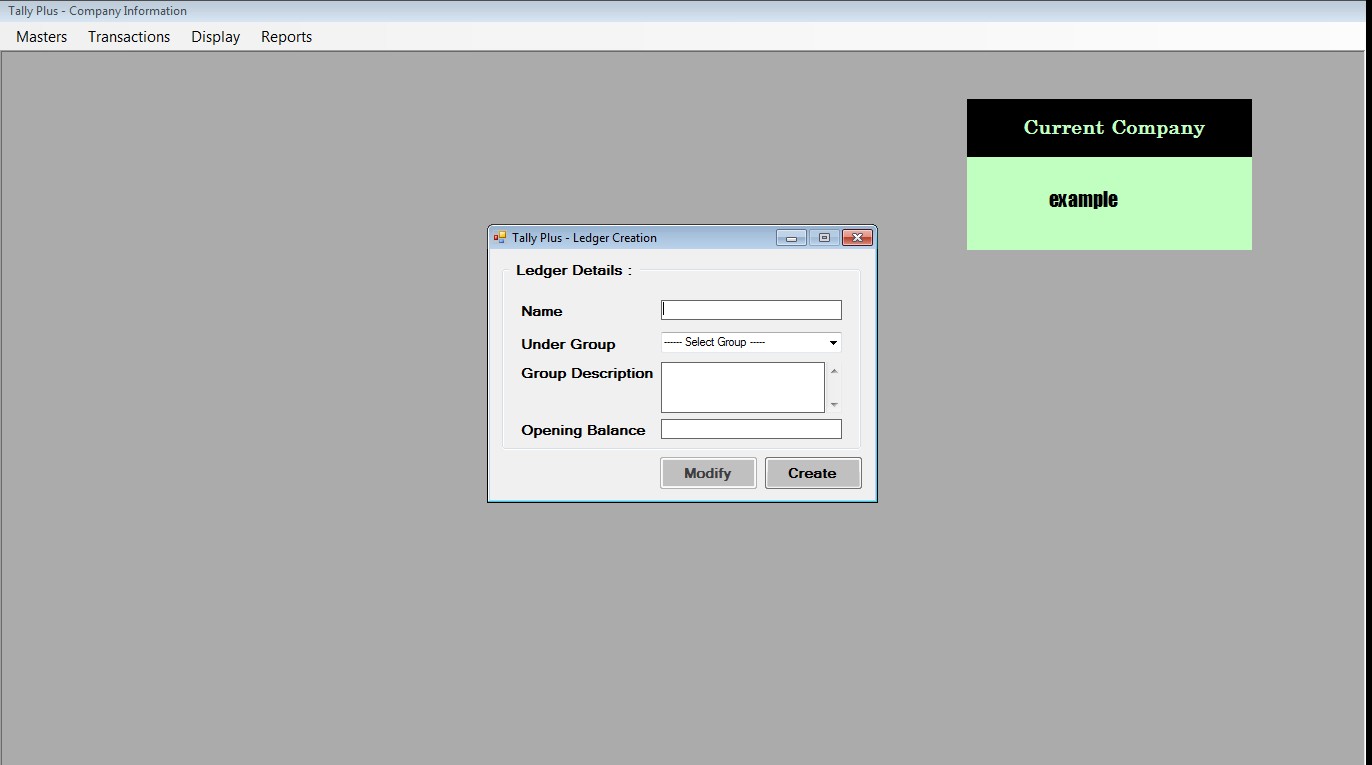 Tally Plus - Company Information
Masters Transactions Display Reports
Current Company
example
Tally Plus - Ledger Creation
Ledger Details :
Name
Under Group ------ Select Group -----
Group Description
Opening Balance
Modify Create